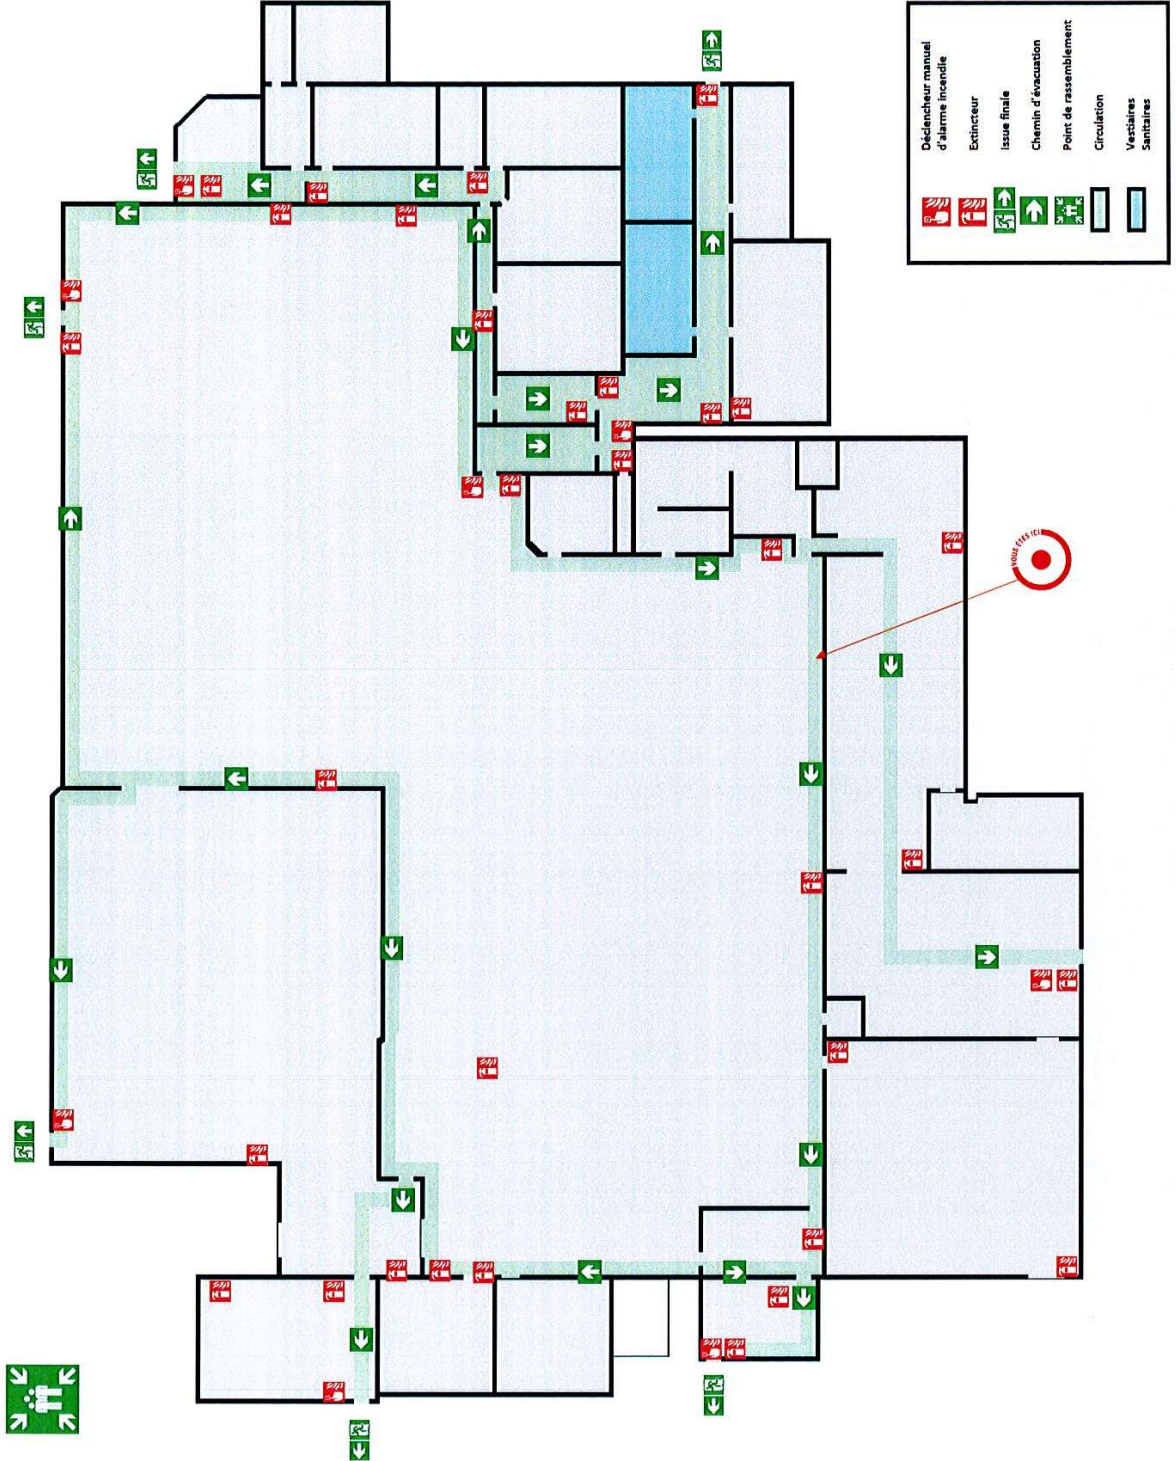 Déclencheur manuel
d'alarme incendie
Extincteur
Issue finale
Chemin d'évacuation
Point de rassemblement
Circulation
Vestiaires
Sanitaires
VOUS ÊTES ICI